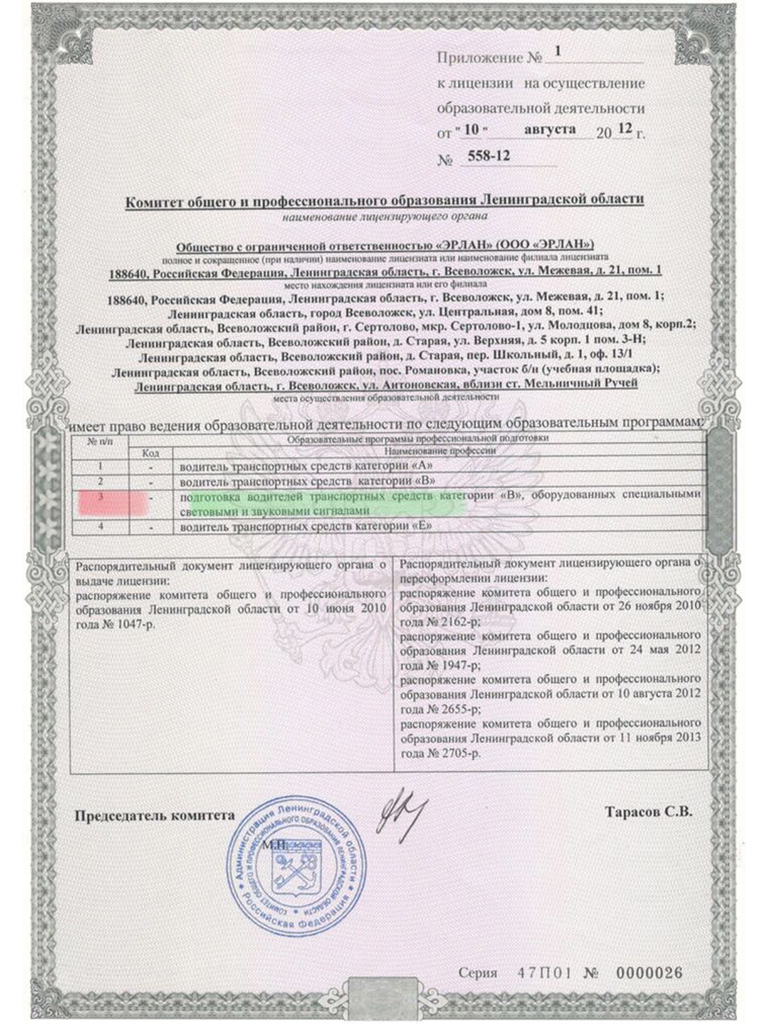 Приложение № 1
к лицензии на осуществление
образовательной деятельности
от "10" августа 2012 г.
№ 558-12
Комитет общего и профессионального образования Ленинградской области
наименование лицензирующего органа
Общество с ограниченной ответственностью «ЭРЛАН» (ООО «ЭРЛАН»)
полное и сокращенное (при наличии) наименование лицензиата или наименование филиала лицензиата
188640, Российская Федерация, Ленинградская область, г. Всеволожск, ул. Межевая, д. 21, пом. 1
место нахождения лицензиата или его филиала
188640, Российская Федерация, Ленинградская область, г. Всеволожск, ул. Межевая, д. 21, пом. 1;
Ленинградская область, город Всеволожск, ул. Центральная, дом 8, пом. 41;
Ленинградская область, Всеволожский район, г. Сертолово, мкр. Сертолово-1, ул. Молодцова, дом 8, корп.2;
Ленинградская область, Всеволожский район, д. Старая, ул. Верхняя, д. 5 корп. 1 пом. 3-Н;
Ленинградская область, Всеволожский район, д. Старая, пер. Школьный, д. 1, оф. 13/1
Ленинградская область, Всеволожский район, пос. Романовка, участок б/н (учебная площадка);
Ленинградская область, г. Всеволожск, ул. Антоновская, вблизи ст. Мельничный Ручей
места осуществления образовательной деятельности
имеет право ведения образовательной деятельности по следующим образовательным программам:
№ п/п Образовательные программы профессиональной подготовки
Код Наименование профессии
1 - водитель транспортных средств категории «А»
2 - водитель транспортных средств категории «В»
3 - подготовка водителей транспортных средств категории «В», оборудованных специальными
световыми и звуковыми сигналами
4 - водитель транспортных средств категории «Е»
Распорядительный документ лицензирующего органа о
выдаче лицензии:
распоряжение комитета общего и профессионального
образования Ленинградской области от 10 июня 2010
года № 1047-р.
Распорядительный документ лицензирующего органа о
переоформлении лицензии:
распоряжение комитета общего и профессионального
образования Ленинградской области от 26 ноября 2010
года № 2162-р;
распоряжение комитета общего и профессионального
образования Ленинградской области от 24 мая 2012
года № 1947-р;
распоряжение комитета общего и профессионального
образования Ленинградской области от 10 августа 2012
года № 2655-р;
распоряжение комитета общего и профессионального
образования Ленинградской области от 11 ноября 2013
года № 2705-р.
Председатель комитета
Тарасов С.В.
М.П.
Администрация Ленинградской области
Российская Федерация
комитет общего и профессионального образования Ленинградской области
Серия 47П01 № 0000026